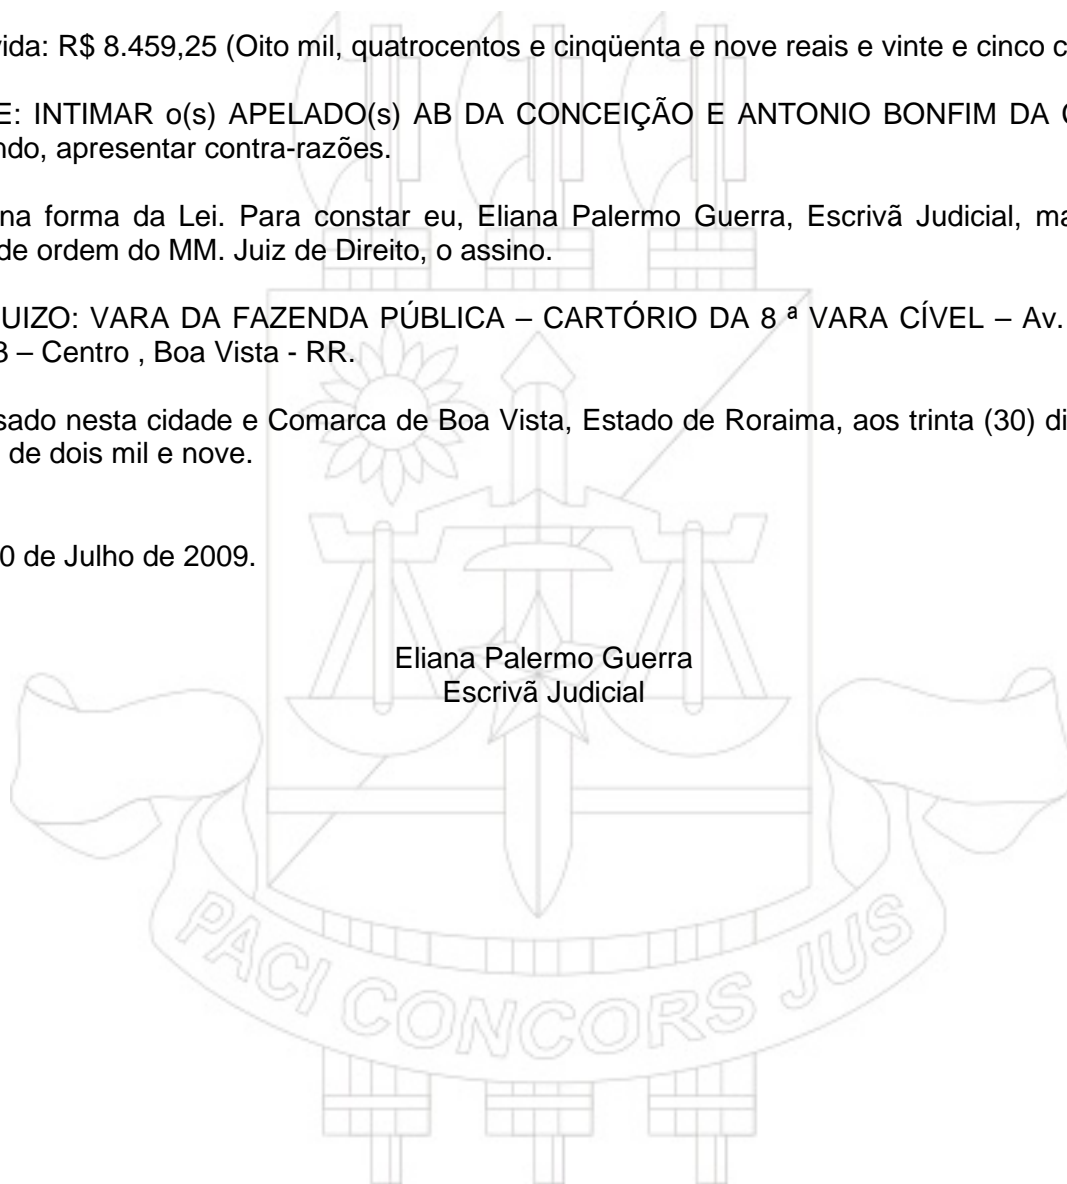 vida: R$ 8.459,25 (Oito mil, quatrocentos e cinqüenta e nove reais e vinte e cinco c
E: INTIMAR o(s) APELADO(s) AB DA CONCEIÇÃO E ANTONIO BONFIM DA C
ndo, apresentar contra-razões.
na forma da Lei. Para constar eu, Eliana Palermo Guerra, Escrivã Judicial, ma
de ordem do MM. Juiz de Direito, o assino.
UIZO: VARA DA FAZENDA PÚBLICA – CARTÓRIO DA 8 ª VARA CÍVEL – Av.
3 – Centro , Boa Vista - RR.
sado nesta cidade e Comarca de Boa Vista, Estado de Roraima, aos trinta (30) di
de dois mil e nove.
0 de Julho de 2009.
Eliana Palermo Guerra
Escrivã Judicial
PACI CONCORS JUS